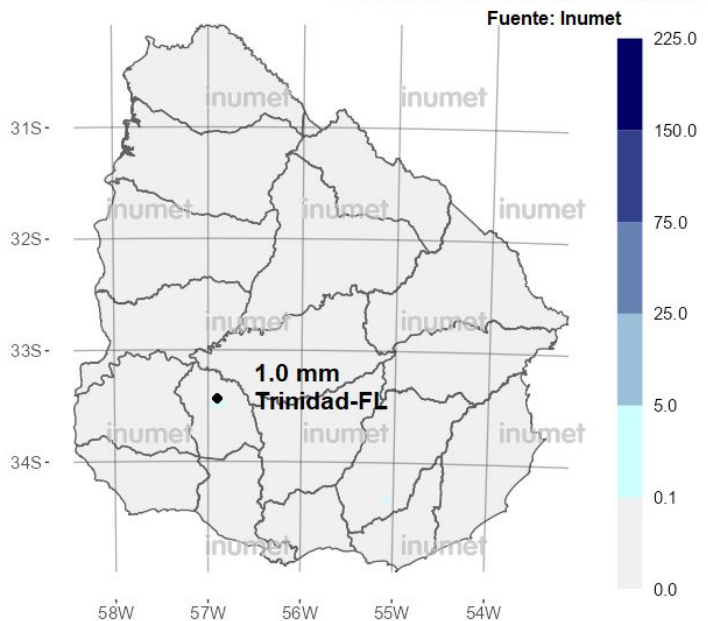 Fuente: Inumet
225.0
150.0
75.0
25.0
5.0
0.1
0.0
31S
32S
33S
34S
inumet inumet
inumet inumet inumet
inumet inumet
1.0 mm
Trinidad-FL
inumet inumet inumet
inumet inumet
58W 57W 56W 55W 54W